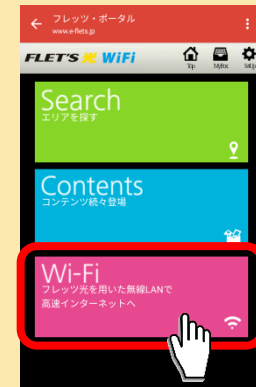 フレッツ・ポータル
www.e-flets.jp
FLET'S 光 WiFi
Top
MyBox
SetUp
Search
エリアを探す
Contents
コンテンツ続々登場
Wi-Fi
フレッツ光を用いた無線LANで
高速インターネットへ